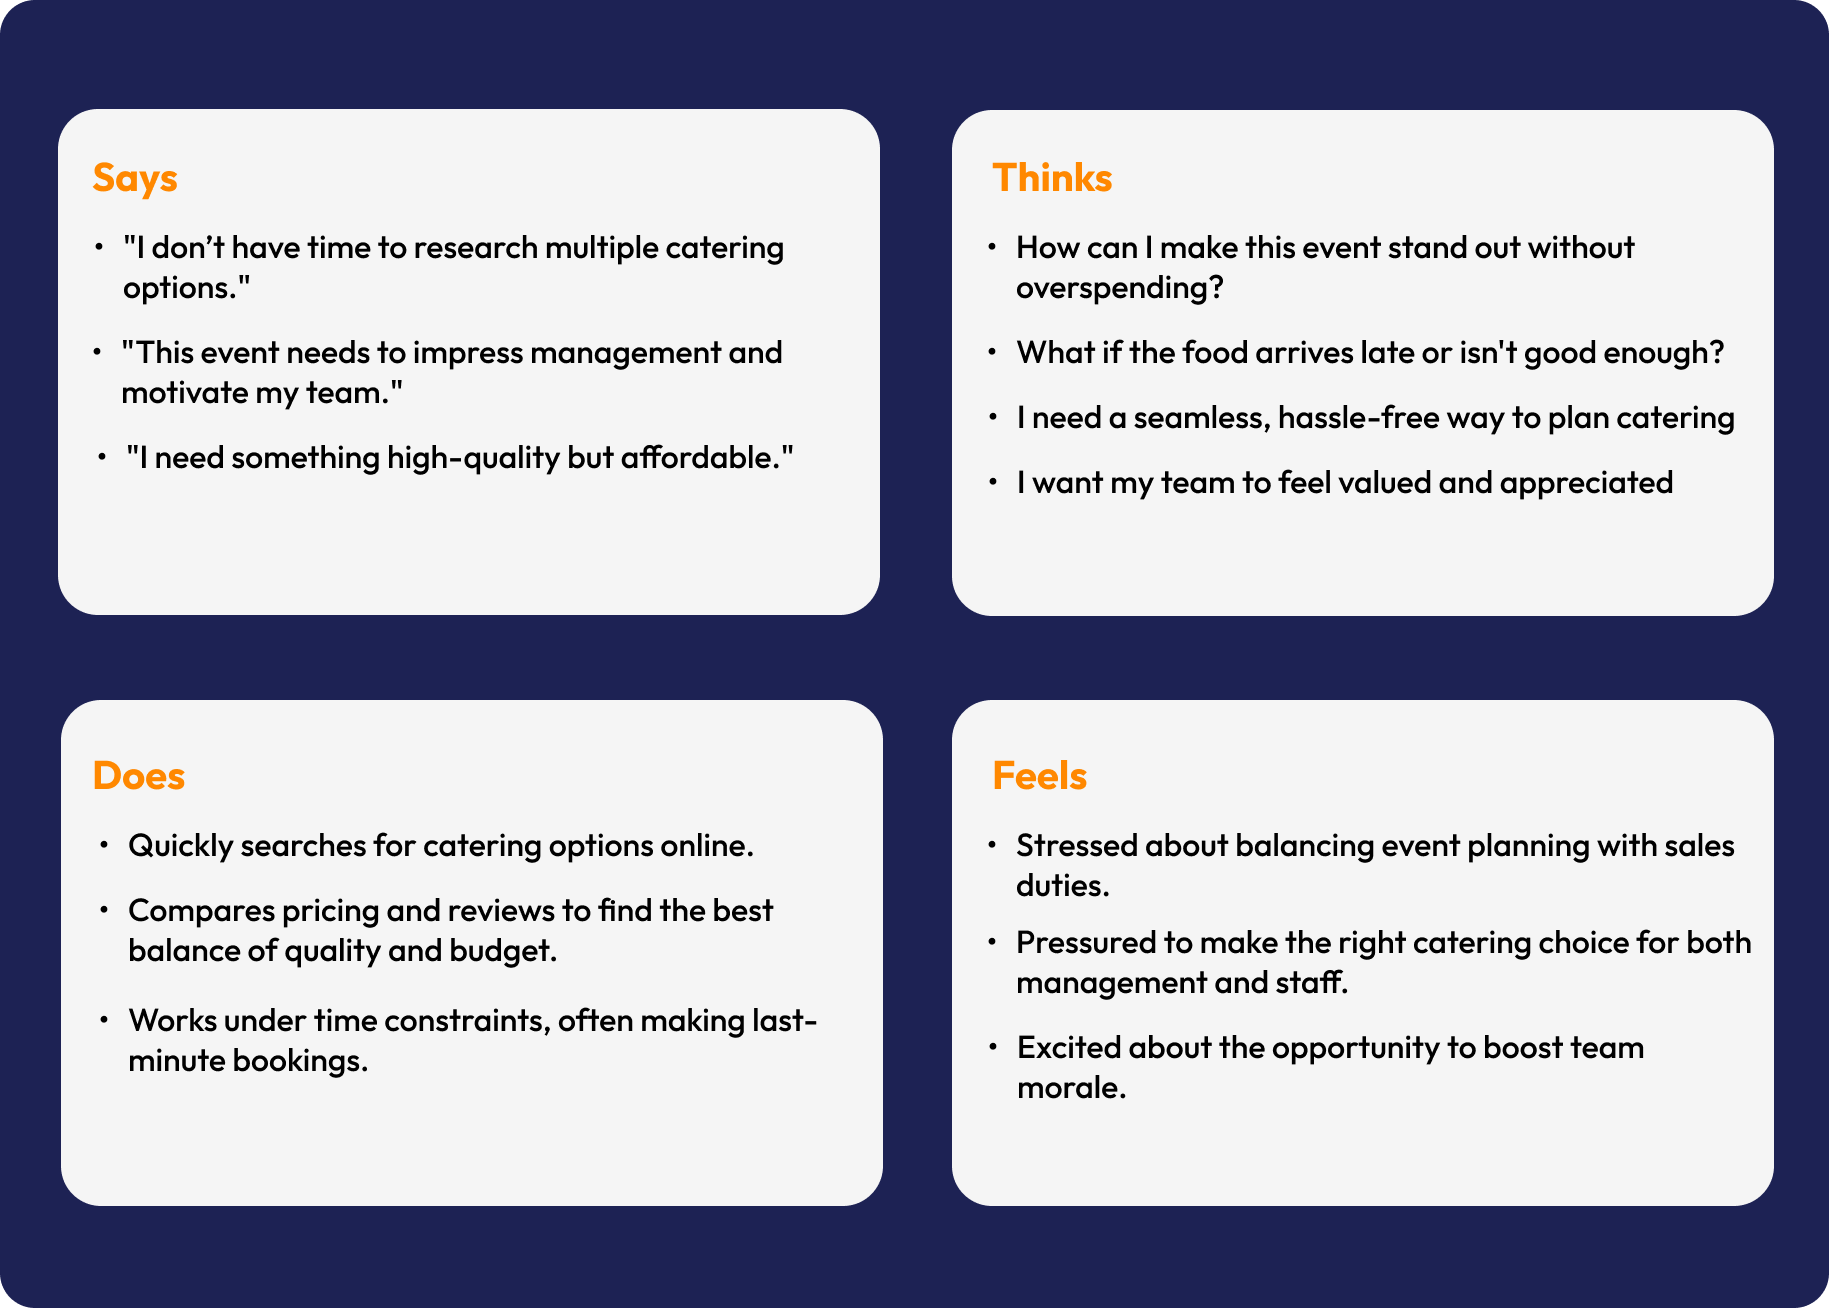 Says
• "I don’t have time to research multiple catering
options."
• "This event needs to impress management and
motivate my team."
• "I need something high-quality but affordable."
Thinks
• How can I make this event stand out without
overspending?
• What if the food arrives late or isn't good enough?
• I need a seamless, hassle-free way to plan catering
• I want my team to feel valued and appreciated
Does
• Quickly searches for catering options online.
• Compares pricing and reviews to find the best
balance of quality and budget.
• Works under time constraints, often making last-
minute bookings.
Feels
• Stressed about balancing event planning with sales
duties.
• Pressured to make the right catering choice for both
management and staff.
• Excited about the opportunity to boost team
morale.